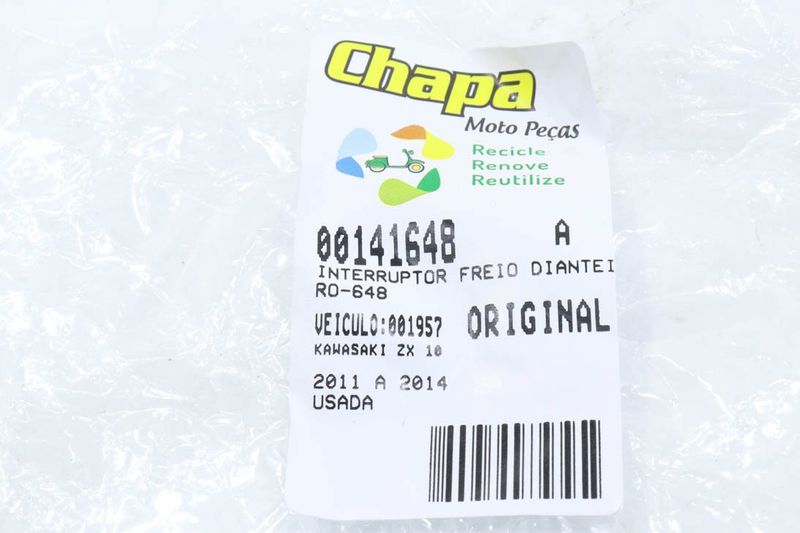 Chapa
Moto Peças
Recicle
Renove
Reutilize
00141648 A
INTERRUPTOR FREIO DIANTEI
RO-648
VEICULO:001957 ORIGINAL
KAWASAKI ZX 10
2011 A 2014
USADA